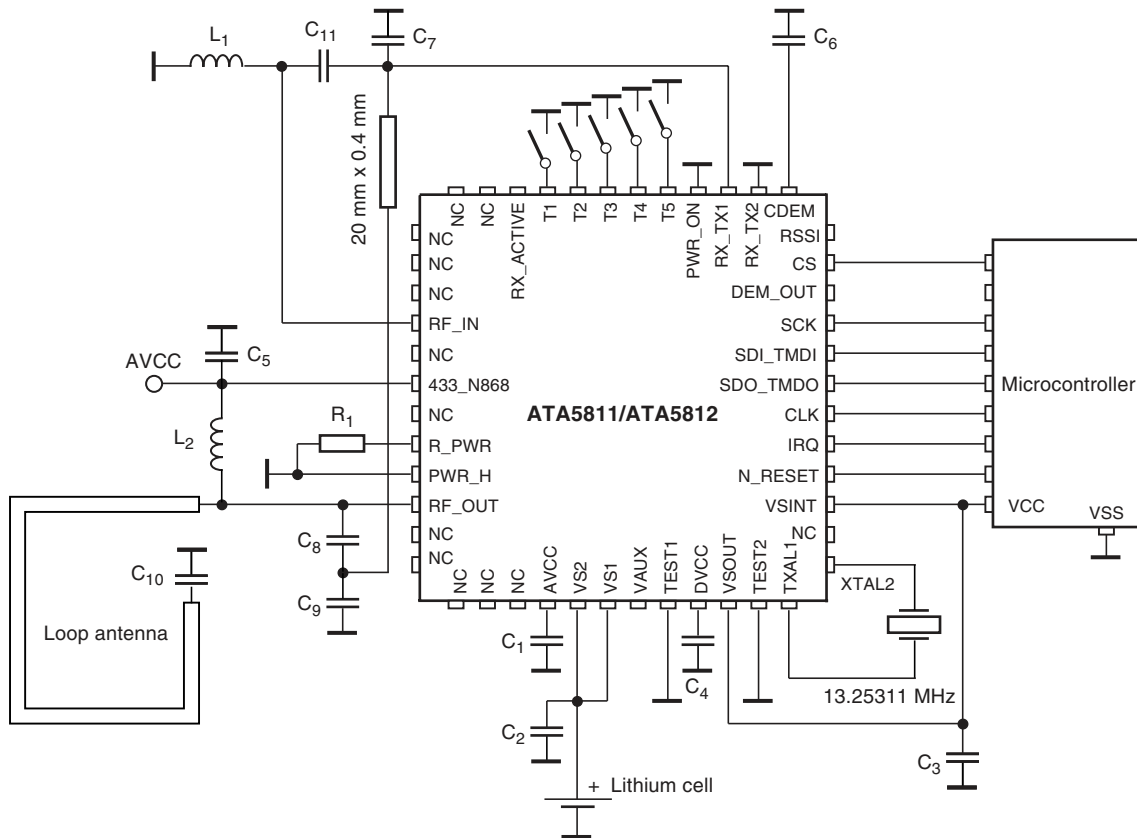 L1
C11
C7
C6
20 mm x 0.4 mm
NC
NC
RX_ACTIVE
T1
T2
T3
T4
T5
PWR_ON
RX_TX1
RX_TX2
CDEM
NC
NC
NC
RF_IN
NC
433_N868
NC
R_PWR
PWR_H
RF_OUT
NC
NC
RSSI
CS
DEM_OUT
SCK
SDI_TMDI
SDO_TMDO
CLK
IRQ
N_RESET
VSINT
NC
XTAL2
ATA5811/ATA5812
Microcontroller
VCC
VSS
AVCC
C5
L2
R1
C8
C9
C10
Loop antenna
NC
NC
NC
AVCC
VS2
VS1
VAUX
TEST1
DVCC
VSOUT
TEST2
TXAL1
C1
C4
C2
C3
13.25311 MHz
+ Lithium cell